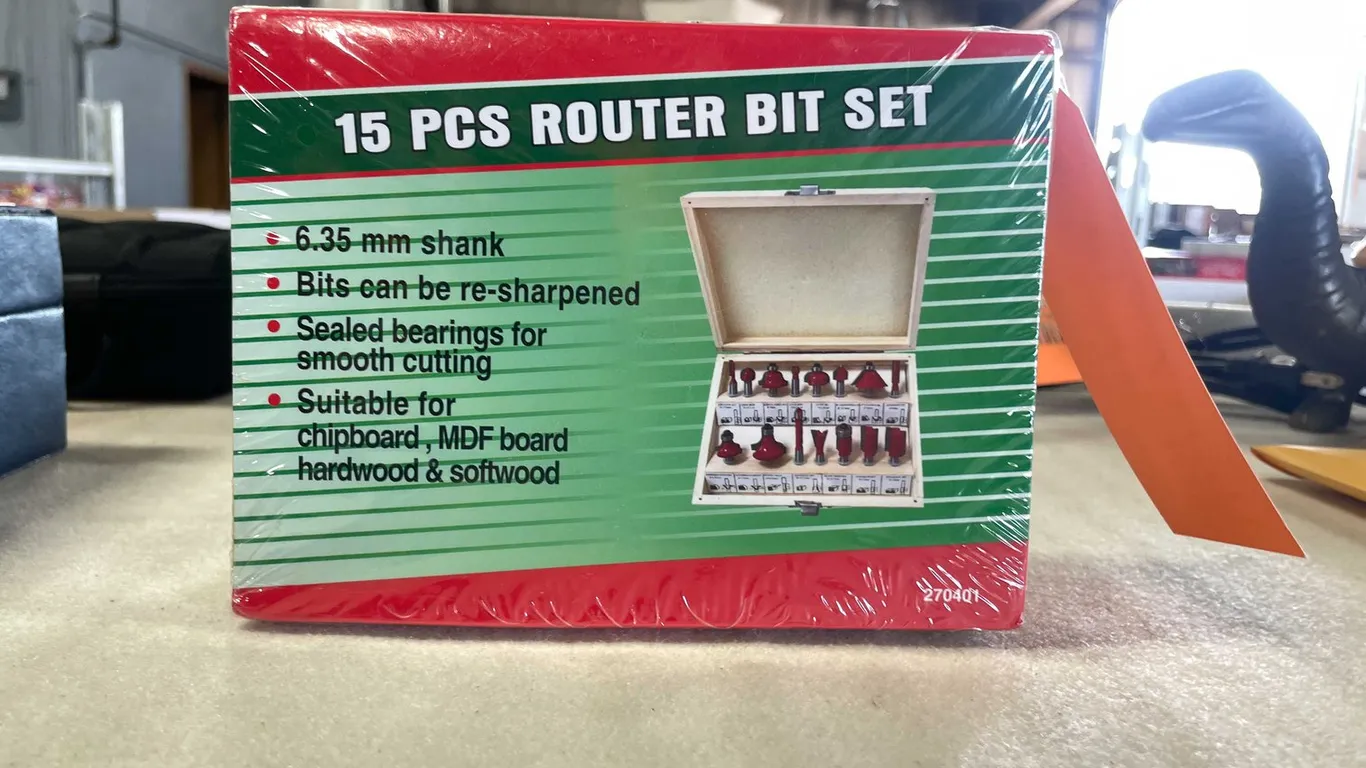 15 PCS ROUTER BIT SET
6.35 mm shank
Bits can be re-sharpened
Sealed bearings for
smooth cutting
Suitable for
chipboard , MDF board
hardwood & softwood
270401